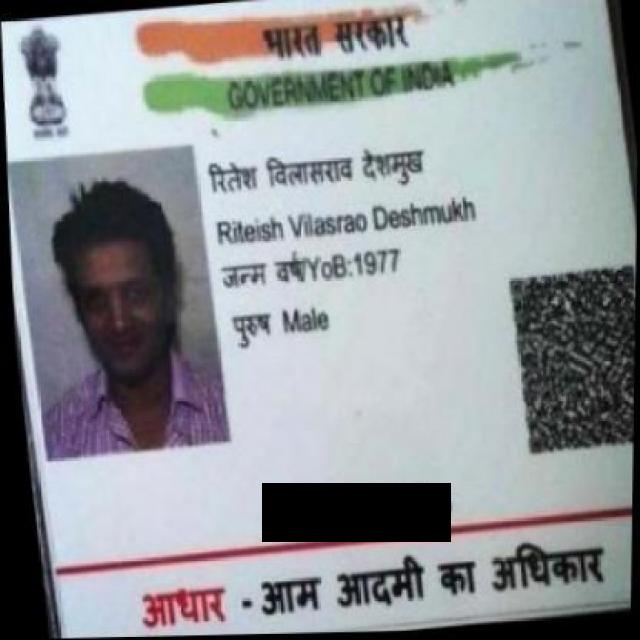 भारत सरकार
GOVERNMENT OF INDIA
रितेश विलासराव देशमुख
Riteish Vilasrao Deshmukh
जन्म वर्ष/YoB:1977
पुरुष Male
आधार - आम आदमी का अधिकार